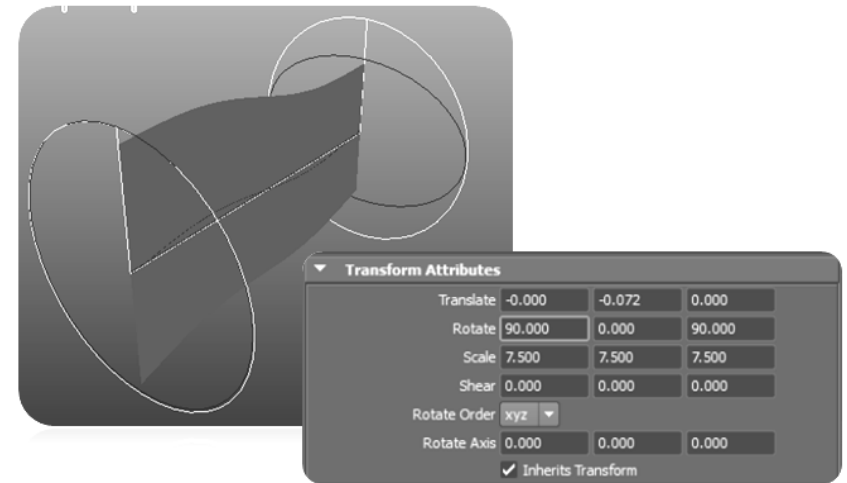 Transform Attributes
Translate -0.000 -0.072 0.000
Rotate 90.000 0.000 90.000
Scale 7.500 7.500 7.500
Shear 0.000 0.000 0.000
Rotate Order xyz
Rotate Axis 0.000 0.000 0.000
Inherits Transform